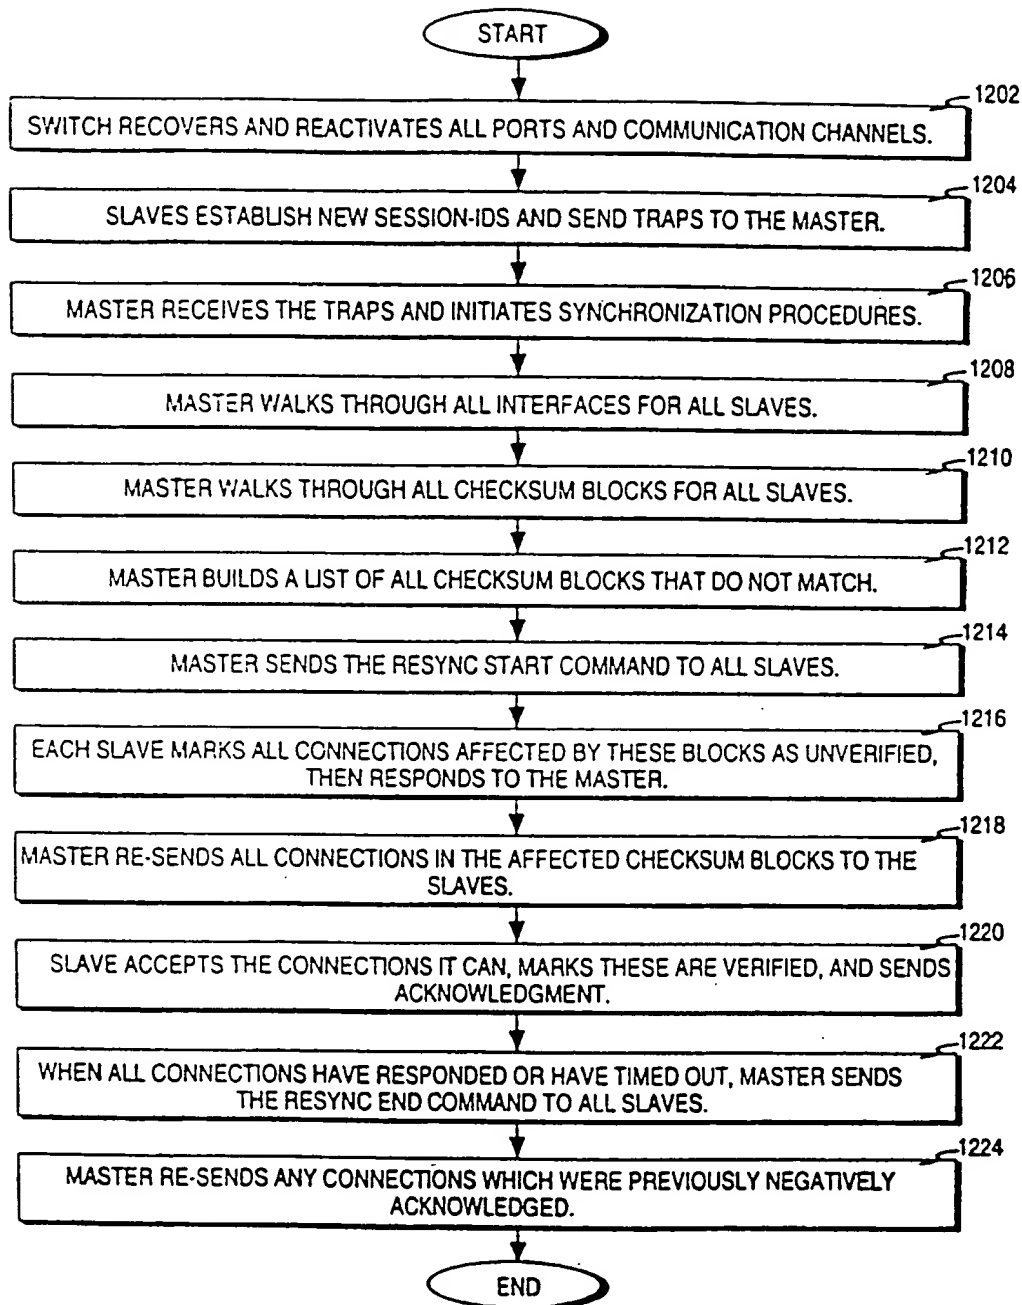 START
1202
SWITCH RECOVERS AND REACTIVATES ALL PORTS AND COMMUNICATION CHANNELS.
1204
SLAVES ESTABLISH NEW SESSION-IDS AND SEND TRAPS TO THE MASTER.
1206
MASTER RECEIVES THE TRAPS AND INITIATES SYNCHRONIZATION PROCEDURES.
1208
MASTER WALKS THROUGH ALL INTERFACES FOR ALL SLAVES.
1210
MASTER WALKS THROUGH ALL CHECKSUM BLOCKS FOR ALL SLAVES.
1212
MASTER BUILDS A LIST OF ALL CHECKSUM BLOCKS THAT DO NOT MATCH.
1214
MASTER SENDS THE RESYNC START COMMAND TO ALL SLAVES.
1216
EACH SLAVE MARKS ALL CONNECTIONS AFFECTED BY THESE BLOCKS AS UNVERIFIED,
THEN RESPONDS TO THE MASTER.
1218
MASTER RE-SENDS ALL CONNECTIONS IN THE AFFECTED CHECKSUM BLOCKS TO THE
SLAVES.
1220
SLAVE ACCEPTS THE CONNECTIONS IT CAN, MARKS THESE ARE VERIFIED, AND SENDS
ACKNOWLEDGMENT.
1222
WHEN ALL CONNECTIONS HAVE RESPONDED OR HAVE TIMED OUT, MASTER SENDS
THE RESYNC END COMMAND TO ALL SLAVES.
1224
MASTER RE-SENDS ANY CONNECTIONS WHICH WERE PREVIOUSLY NEGATIVELY
ACKNOWLEDGED.
END